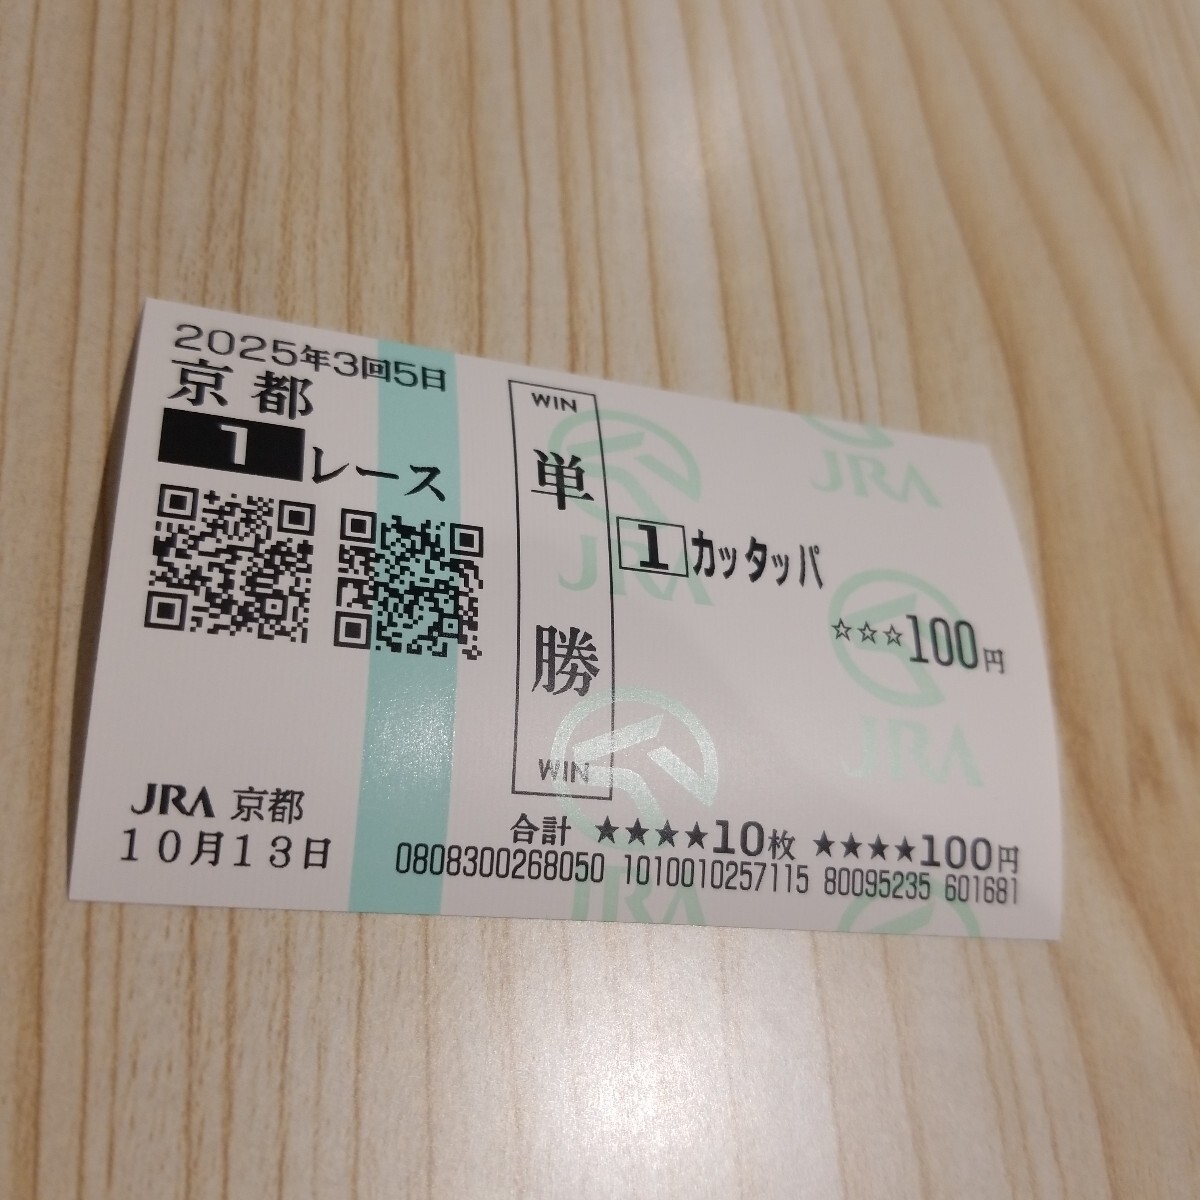 2025年3回5日
京都
1レース
JRA 京都
10月13日
WIN
単勝
WIN
1 カッタッパ
☆☆☆100円
合計 ★★★★10枚 ★★★★100円
0808300268050 1010010257115 80095235 601681
JRA
JRA
JRA
JRA